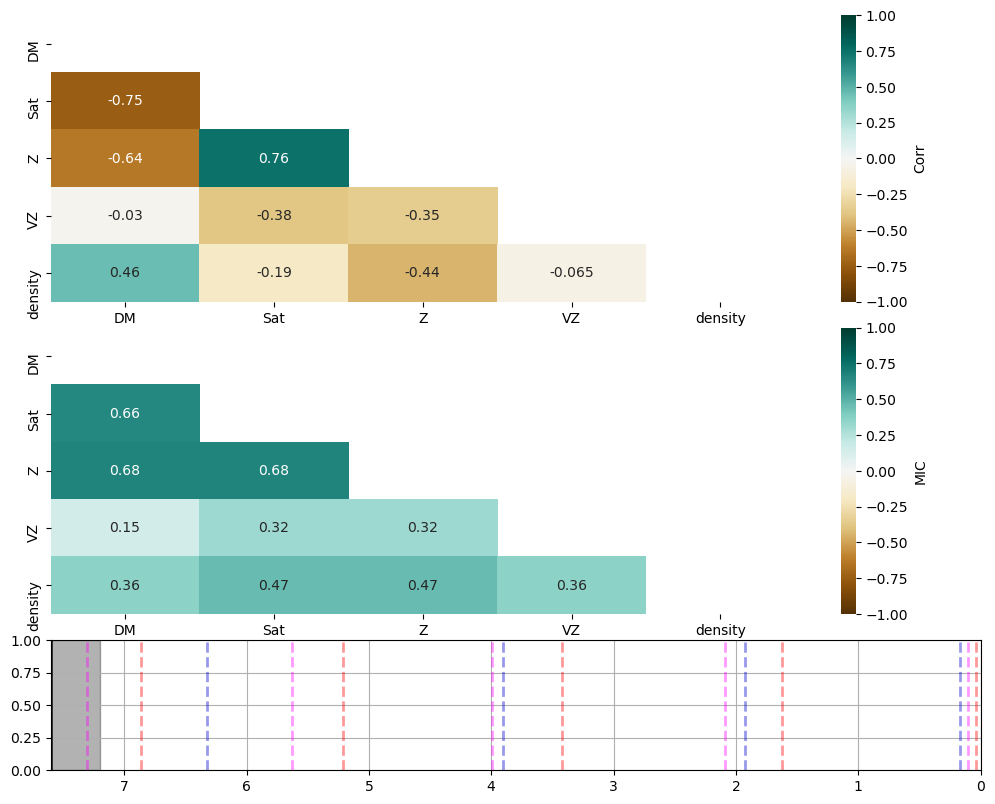 DM
Sat
Z
VZ
density
-0.75
-0.64 0.76
-0.03 -0.38 -0.35
0.46 -0.19 -0.44 -0.065
DM Sat Z VZ density
1.00
0.75
0.50
0.25
0.00
−0.25
−0.50
−0.75
−1.00
Corr
DM
Sat
Z
VZ
density
0.66
0.68 0.68
0.15 0.32 0.32
0.36 0.47 0.47 0.36
DM Sat Z VZ density
1.00
0.75
0.50
0.25
0.00
−0.25
−0.50
−0.75
−1.00
MIC
1.00
0.75
0.50
0.25
0.00
7 6 5 4 3 2 1 0